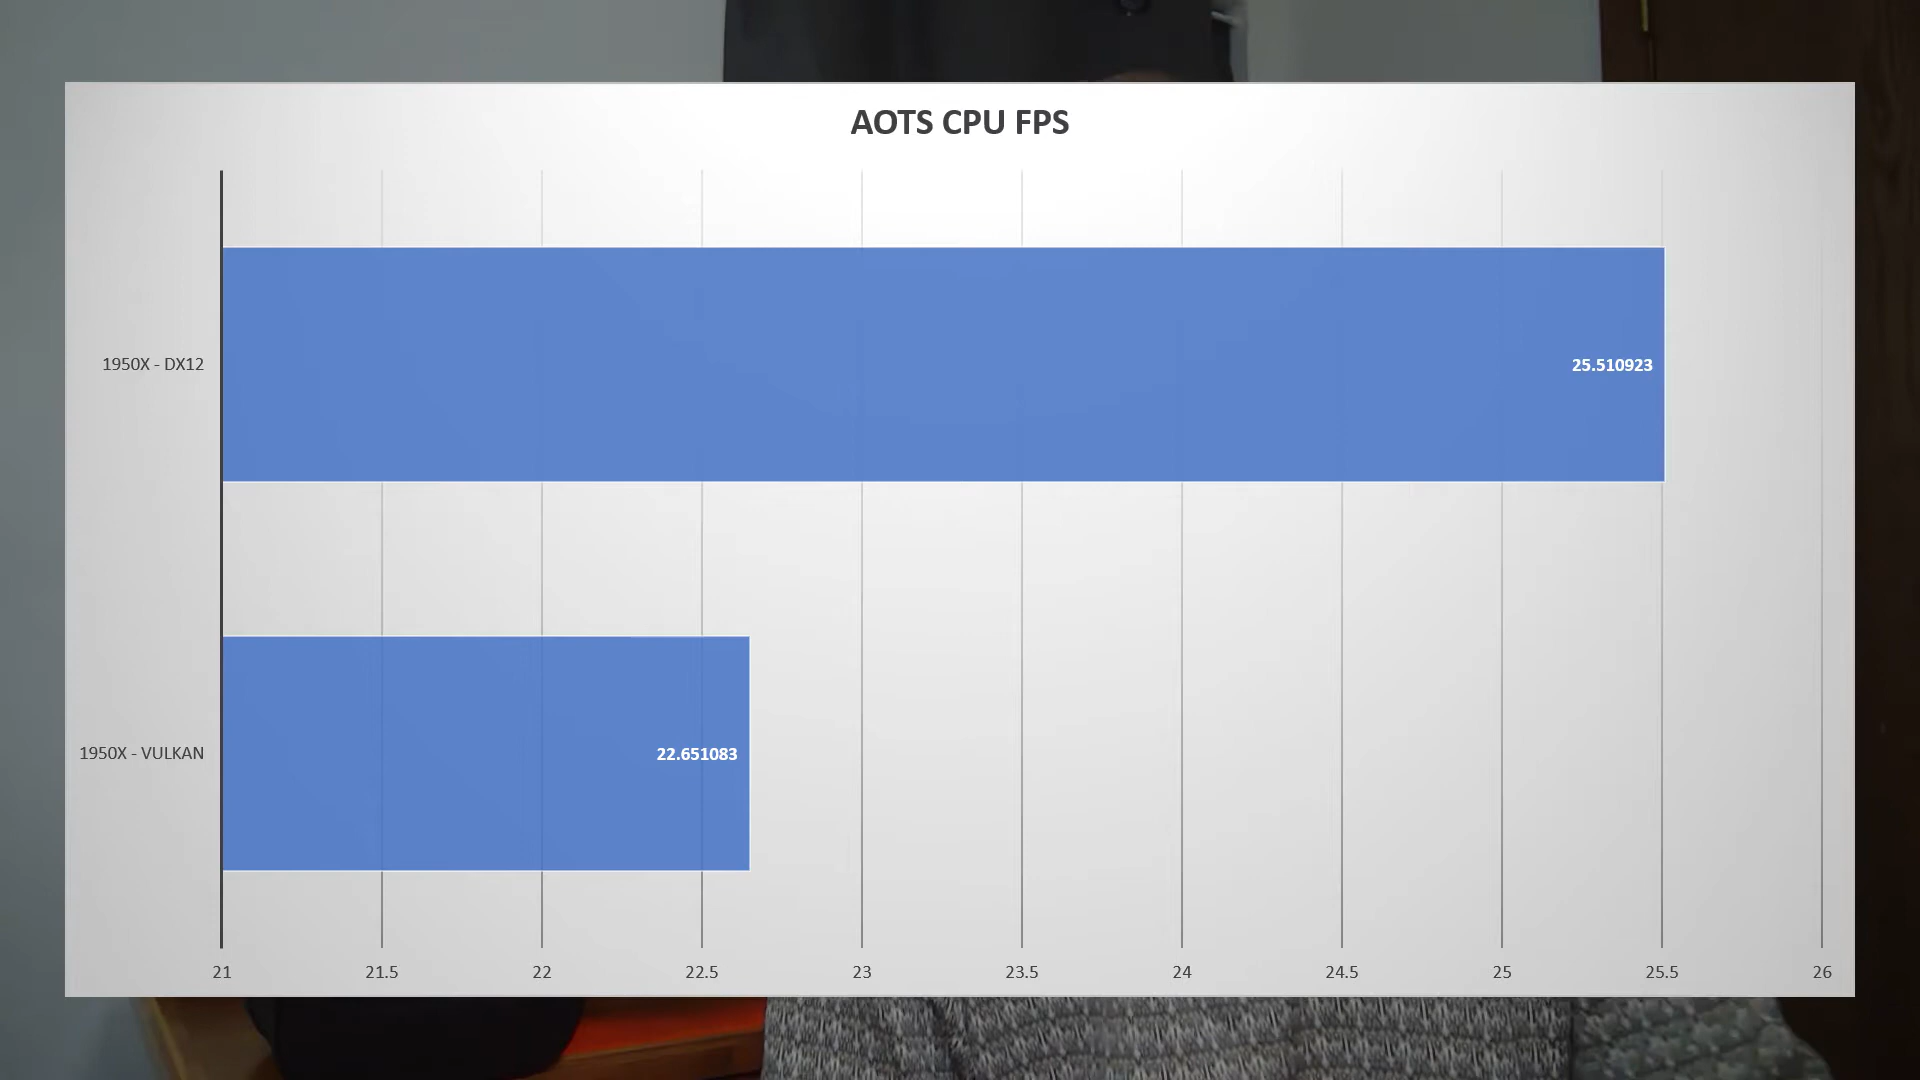 AOTS CPU FPS
1950X - DX12
25.510923
1950X - VULKAN
22.651083
21 21.5 22 22.5 23 23.5 24 24.5 25 25.5 26